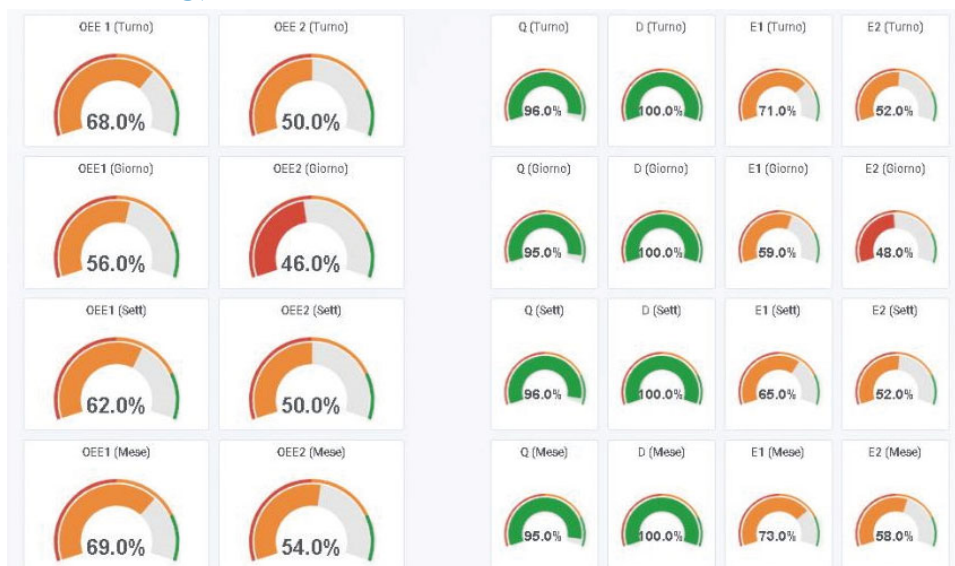 OEE 1 (Turno) OEE 2 (Turno) Q (Turno) D (Turno) E1 (Turno) E2 (Turno)
68.0% 50.0% 96.0% 100.0% 71.0% 52.0%
OEE1 (Giorno) OEE2 (Giorno) Q (Giorno) D (Giorno) E1 (Giorno) E2 (Giorno)
56.0% 46.0% 95.0% 100.0% 59.0% 48.0%
OEE1 (Sett) OEE2 (Sett) Q (Sett) D (Sett) E1 (Sett) E2 (Sett)
62.0% 50.0% 96.0% 100.0% 65.0% 52.0%
OEE1 (Mese) OEE2 (Mese) Q (Mese) D (Mese) E1 (Mese) E2 (Mese)
69.0% 54.0% 95.0% 100.0% 73.0% 58.0%